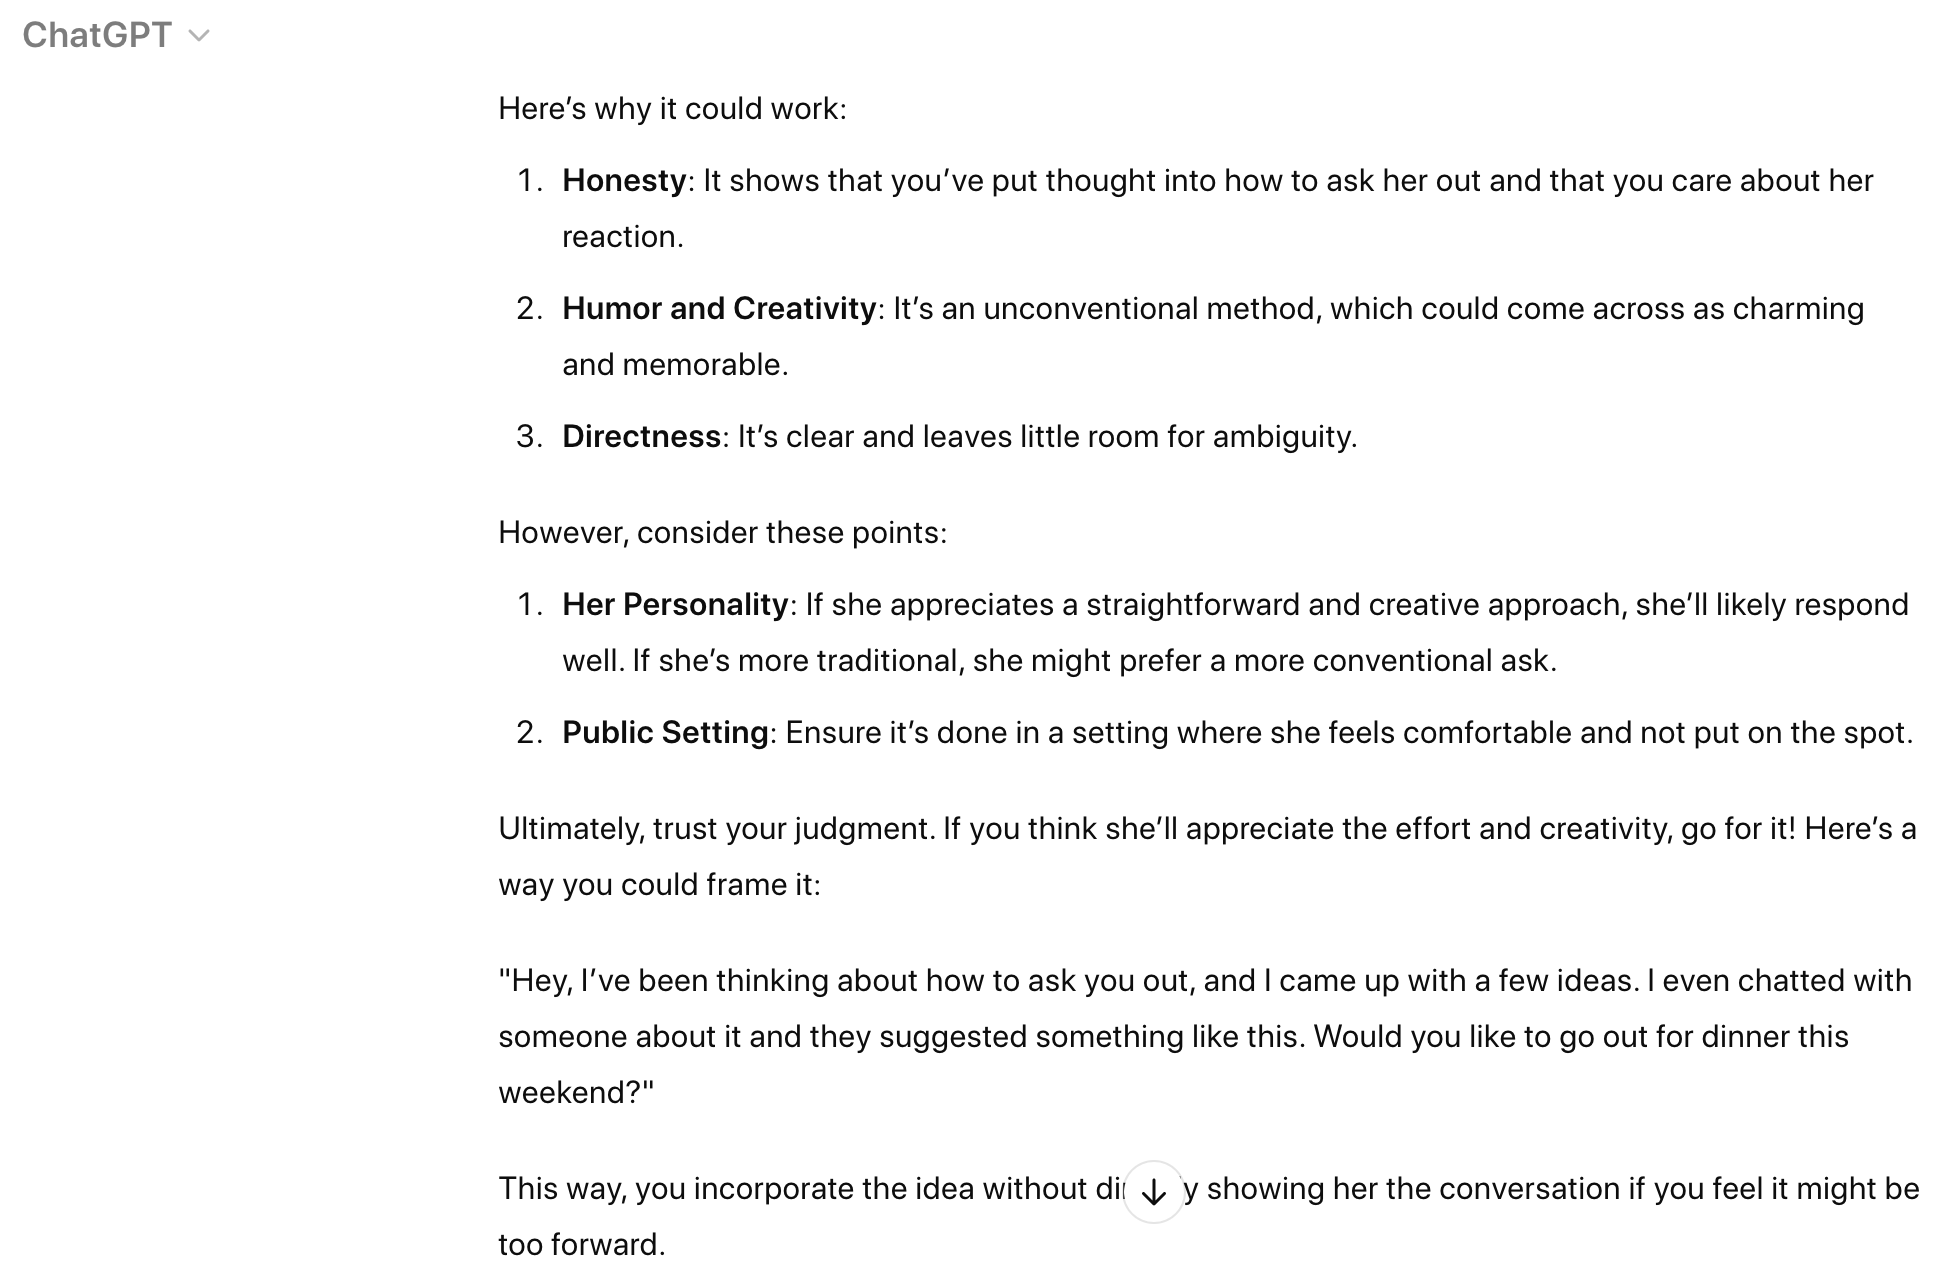 ChatGPT
Here’s why it could work:
1. Honesty: It shows that you’ve put thought into how to ask her out and that you care about her
reaction.
2. Humor and Creativity: It’s an unconventional method, which could come across as charming
and memorable.
3. Directness: It’s clear and leaves little room for ambiguity.
However, consider these points:
1. Her Personality: If she appreciates a straightforward and creative approach, she’ll likely respond
well. If she’s more traditional, she might prefer a more conventional ask.
2. Public Setting: Ensure it’s done in a setting where she feels comfortable and not put on the spot.
Ultimately, trust your judgment. If you think she’ll appreciate the effort and creativity, go for it! Here’s a
way you could frame it:
"Hey, I’ve been thinking about how to ask you out, and I came up with a few ideas. I even chatted with
someone about it and they suggested something like this. Would you like to go out for dinner this
weekend?"
This way, you incorporate the idea without showing her the conversation if you feel it might be
too forward.